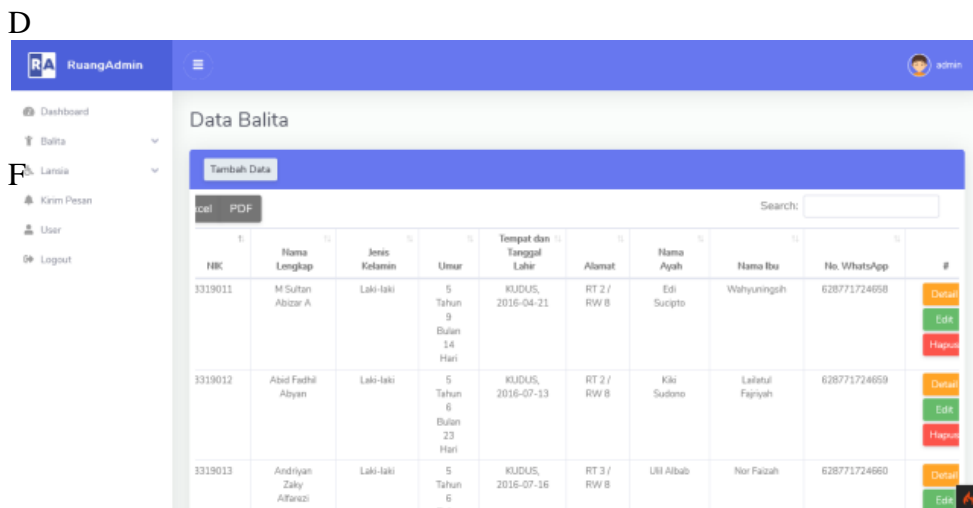 D
RA RuangAdmin
admin
Dashboard
Balita
F Lansia
Kirim Pesan
User
Logout
Data Balita
Tambah Data
xcel PDF
Search:
NIK Nama Lengkap Jenis Kelamin Umur Tempat dan Tanggal Lahir Alamat Nama Ayah Nama Ibu No. WhatsApp #
3319011 M Sultan Abizar A Laki-laki 5 Tahun 9 Bulan 14 Hari KUDUS, 2016-04-21 RT 2 / RW 8 Edi Sucipto Wahyuningsih 628771724658 Detail Edit Hapus
3319012 Abid Fadhil Abyan Laki-laki 5 Tahun 6 Bulan 23 Hari KUDUS, 2016-07-13 RT 2 / RW 8 Kiki Sudono Lailatul Fajriyah 628771724659 Detail Edit Hapus
3319013 Andriyan Zaky Alfarezi Laki-laki 5 Tahun 6 KUDUS, 2016-07-16 RT 3 / RW 8 Ulil Albab Nor Faizah 628771724660 Detail Edit